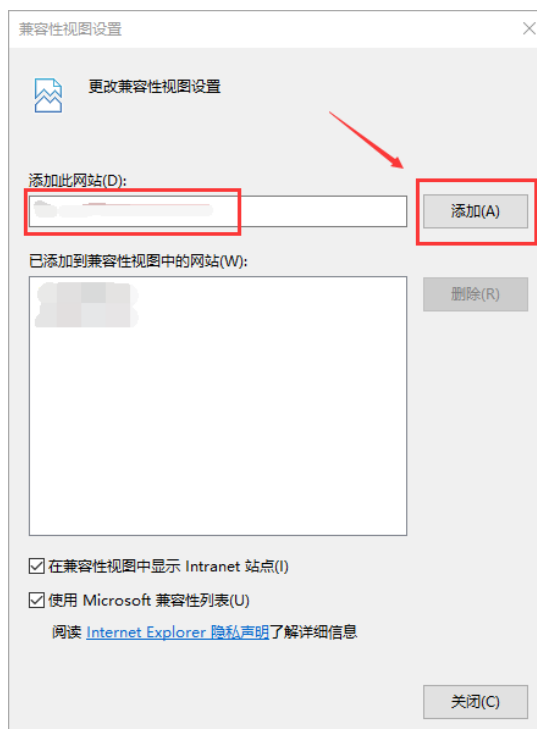 兼容性视图设置
更改兼容性视图设置
添加此网站(D):
添加(A)
已添加到兼容性视图中的网站(W):
删除(R)
在兼容性视图中显示 Intranet 站点(I)
使用 Microsoft 兼容性列表(U)
阅读 Internet Explorer 隐私声明了解详细信息
关闭(C)